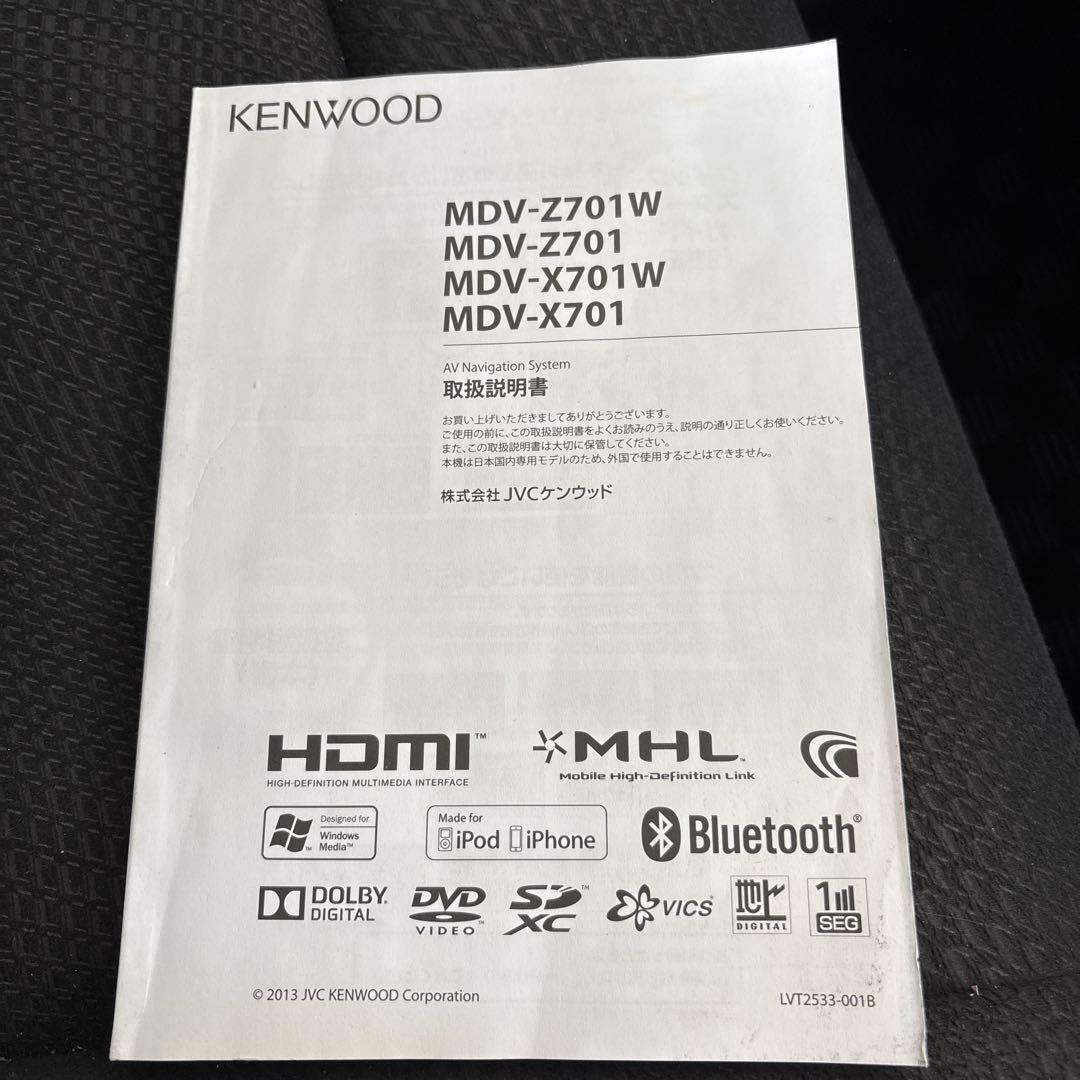 KENWOOD
MDV-Z701W
MDV-Z701
MDV-X701W
MDV-X701
AV Navigation System
取扱説明書
お買い上げいただきましてありがとうございます。
ご使用の前に、この取扱説明書をよくお読みのうえ、説明の通り正しくお使いください。
また、この取扱説明書は大切に保管してください。
本機は日本国内専用モデルのため、外国で使用することはできません。
株式会社 JVCケンウッド
HDMI™
HIGH-DEFINITION MULTIMEDIA INTERFACE
MHL™
Mobile High-Definition Link
Designed for
Windows
Media™
Made for
iPod iPhone
Bluetooth®
DOLBY®
DIGITAL
DVD™
VIDEO
SD™
XC
VICS
地上
DIGITAL
1
SEG
© 2013 JVC KENWOOD Corporation
LVT2533-001B